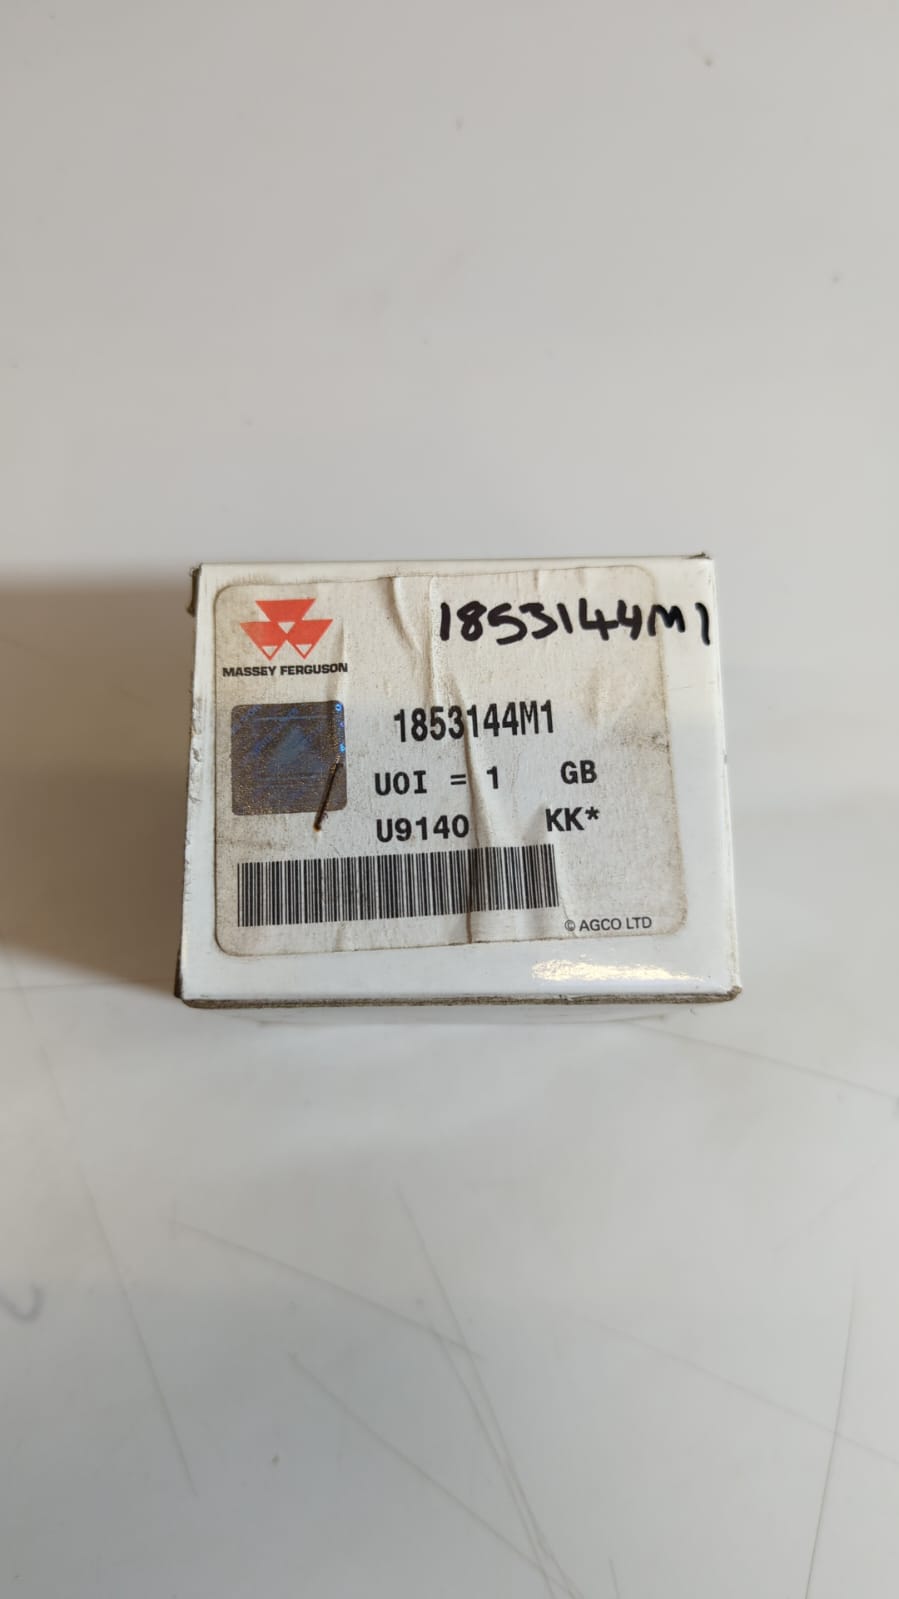 1853144M1
MASSEY FERGUSON
1853144M1
UOI = 1 GB
U9140 KK*
© AGCO LTD